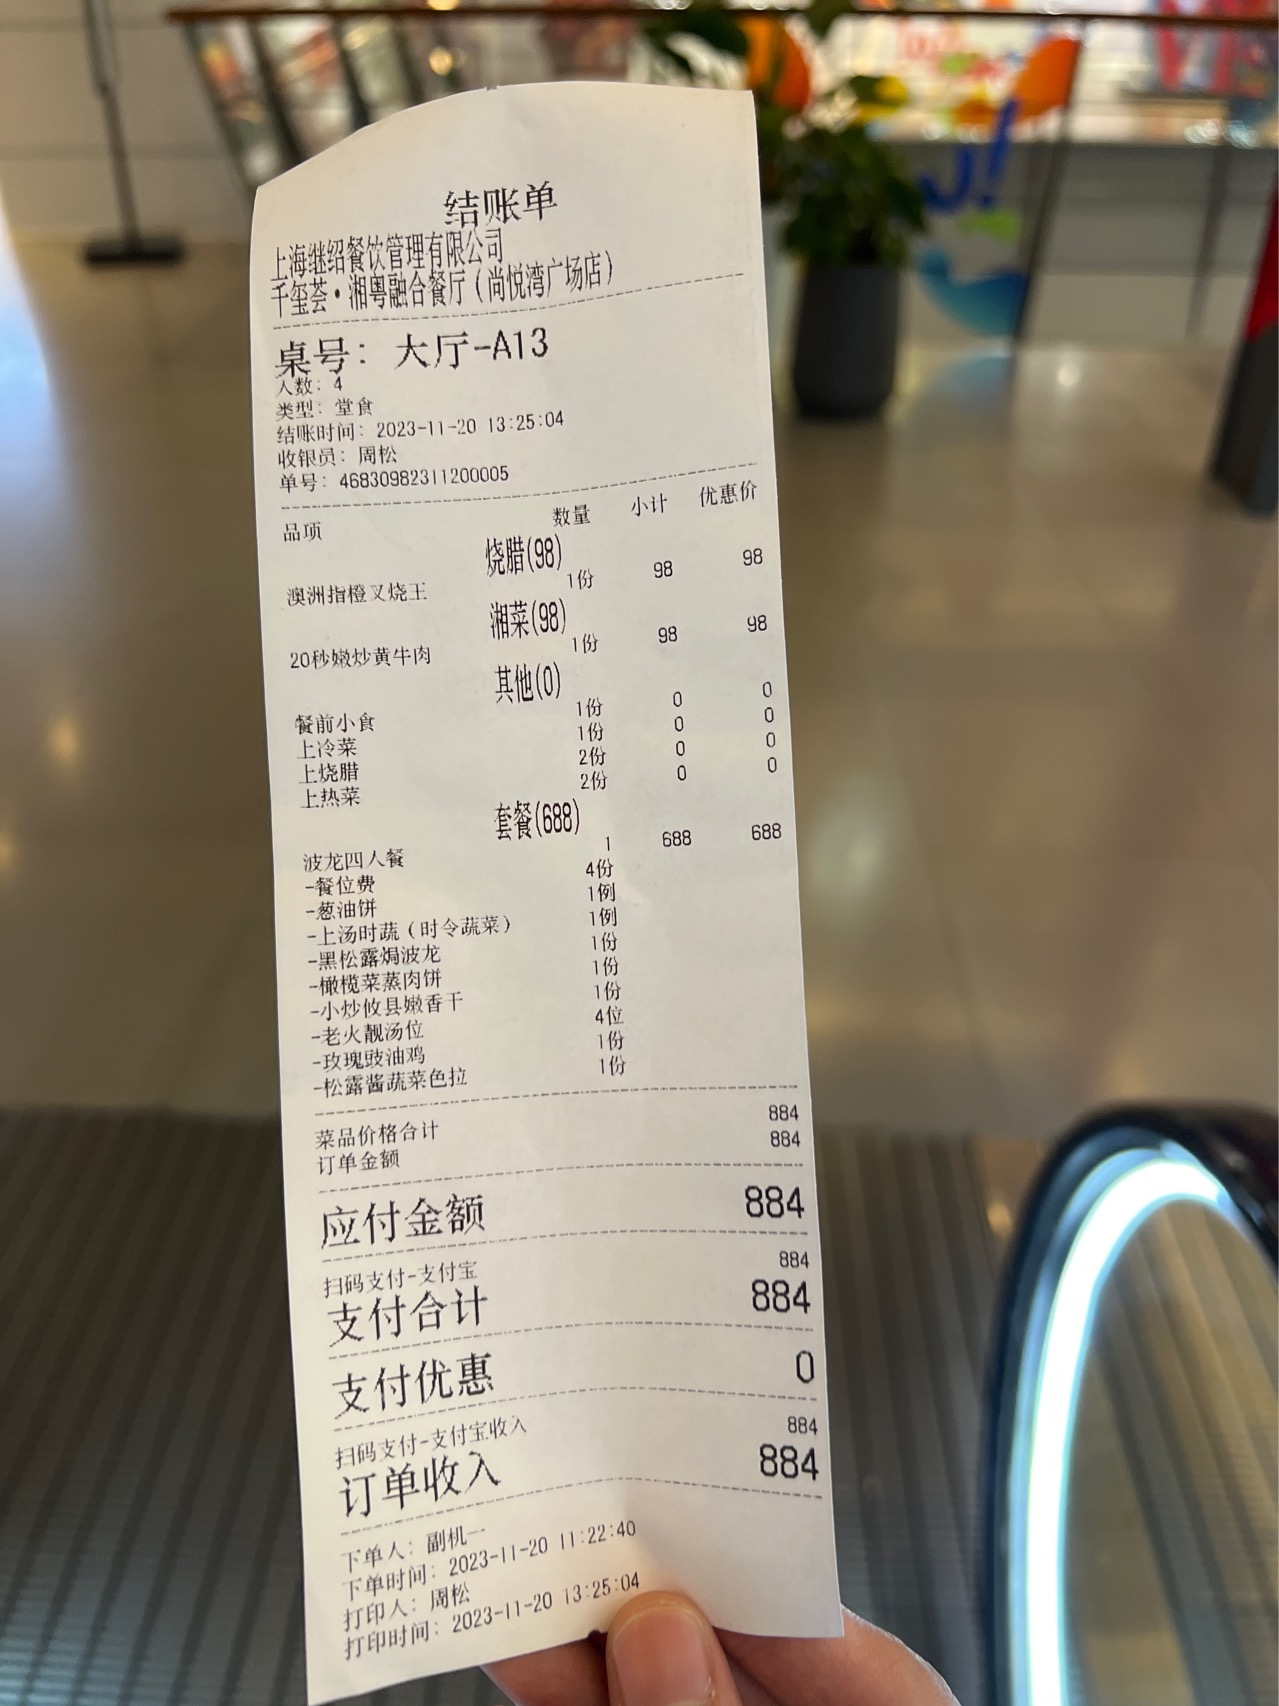 结账单
上海继绍餐饮管理有限公司
千玺荟·湘粤融合餐厅(尚悦湾广场店)
桌号: 大厅-A13
人数: 4
类型: 堂食
结账时间: 2023-11-20 13:25:04
收银员: 周松
单号: 46830982311200005
品项 数量 小计 优惠价
烧腊(98)
澳洲指橙叉烧王 1份 98 98
湘菜(98)
20秒嫩炒黄牛肉 1份 98 98
其他(0)
餐前小食 1份 0 0
上冷菜 1份 0 0
上烧腊 2份 0 0
上热菜 2份 0 0
套餐(688)
波龙四人餐 1 688 688
-餐位费 4份
-葱油饼 1例
-上汤时蔬(时令蔬菜) 1例
-黑松露焗波龙 1份
-橄榄菜蒸肉饼 1份
-小炒攸县嫩香干 1份
-老火靓汤位 4位
-玫瑰豉油鸡 1份
-松露酱蔬菜色拉 1份
菜品价格合计 884
订单金额 884
应付金额 884
扫码支付-支付宝 884
支付合计 884
支付优惠 0
扫码支付-支付宝收入 884
订单收入 884
下单人: 副机一
下单时间: 2023-11-20 11:22:40
打印人: 周松
打印时间: 2023-11-20 13:25:04
J!